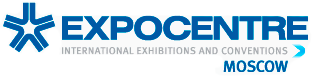 EXPOCENTRE
INTERNATIONAL EXHIBITIONS AND CONVENTIONS
MOSCOW